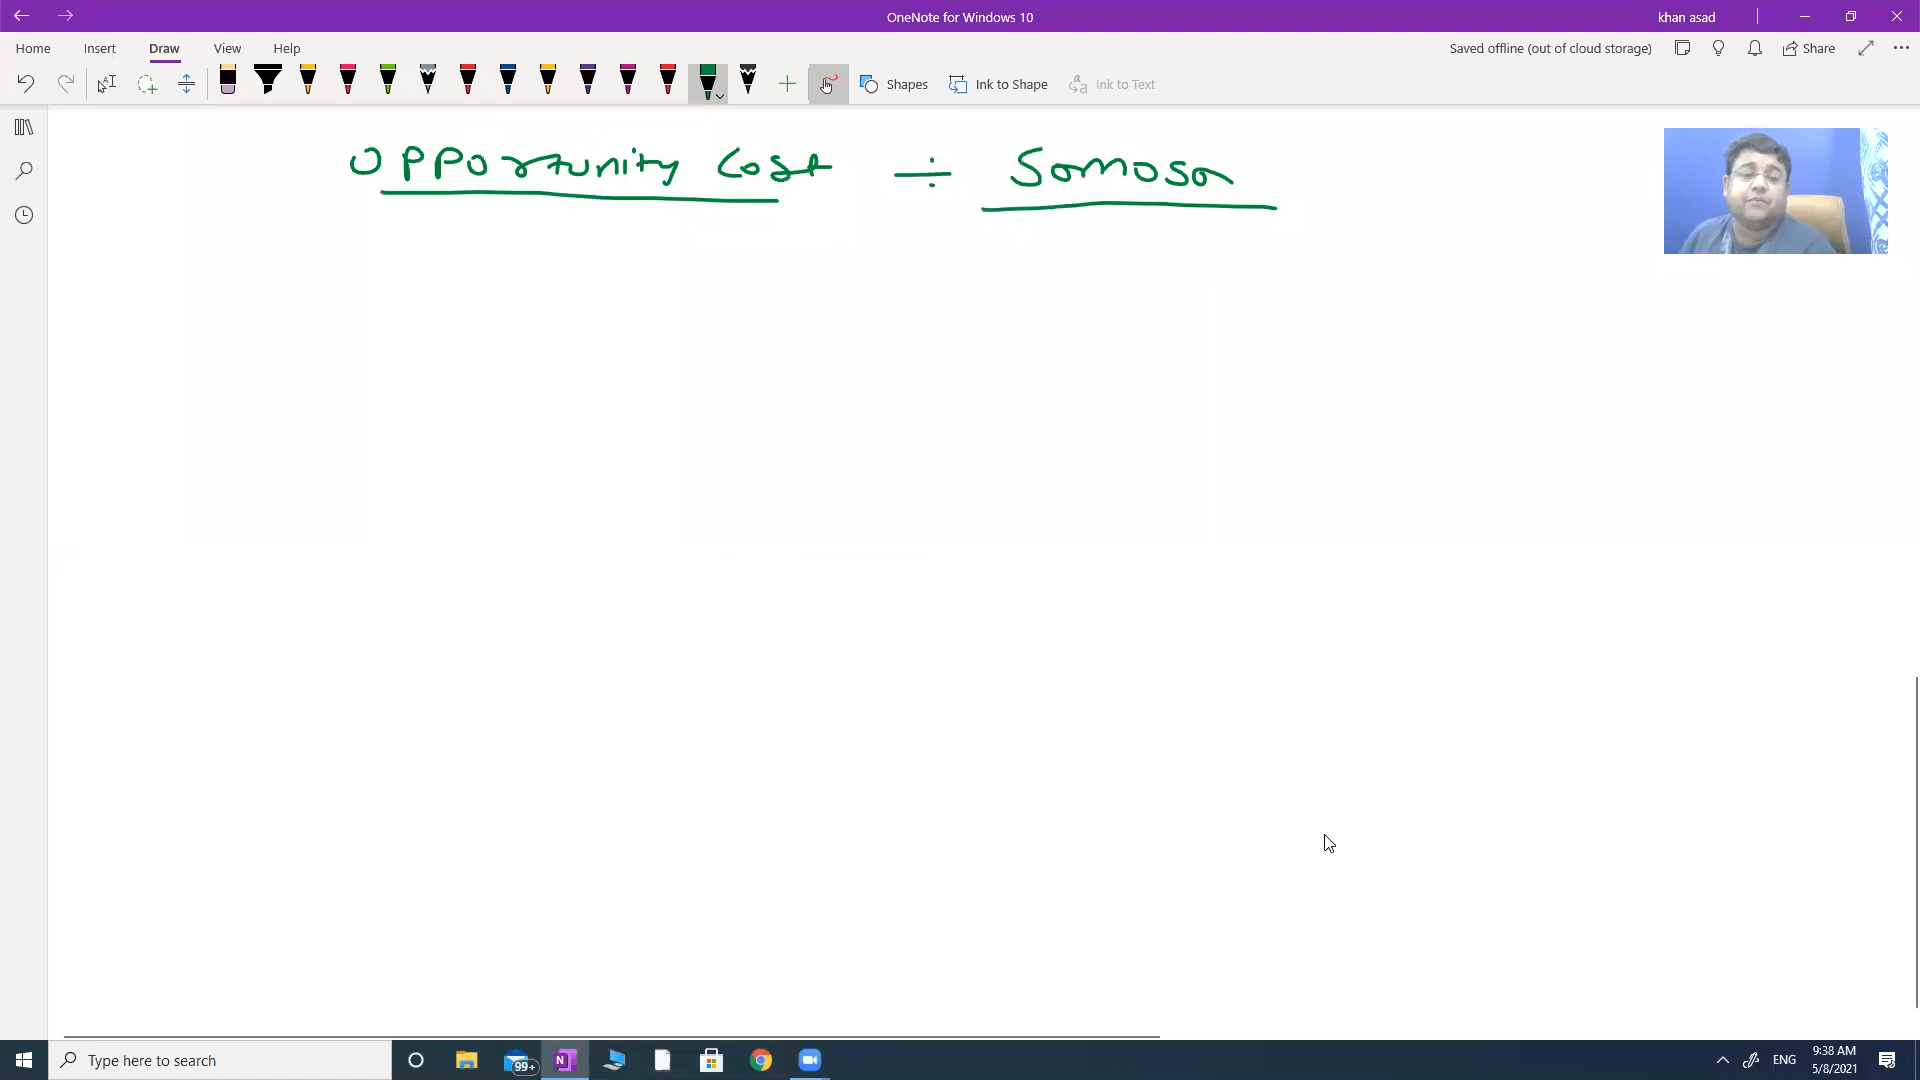 OneNote for Windows 10 khan asad
Home Insert Draw View Help Saved offline (out of cloud storage) Share
Shapes Ink to Shape Ink to Text
Opportunity Cost ÷ Somosa
Type here to search 99+ N ENG 9:38 AM
5/8/2021